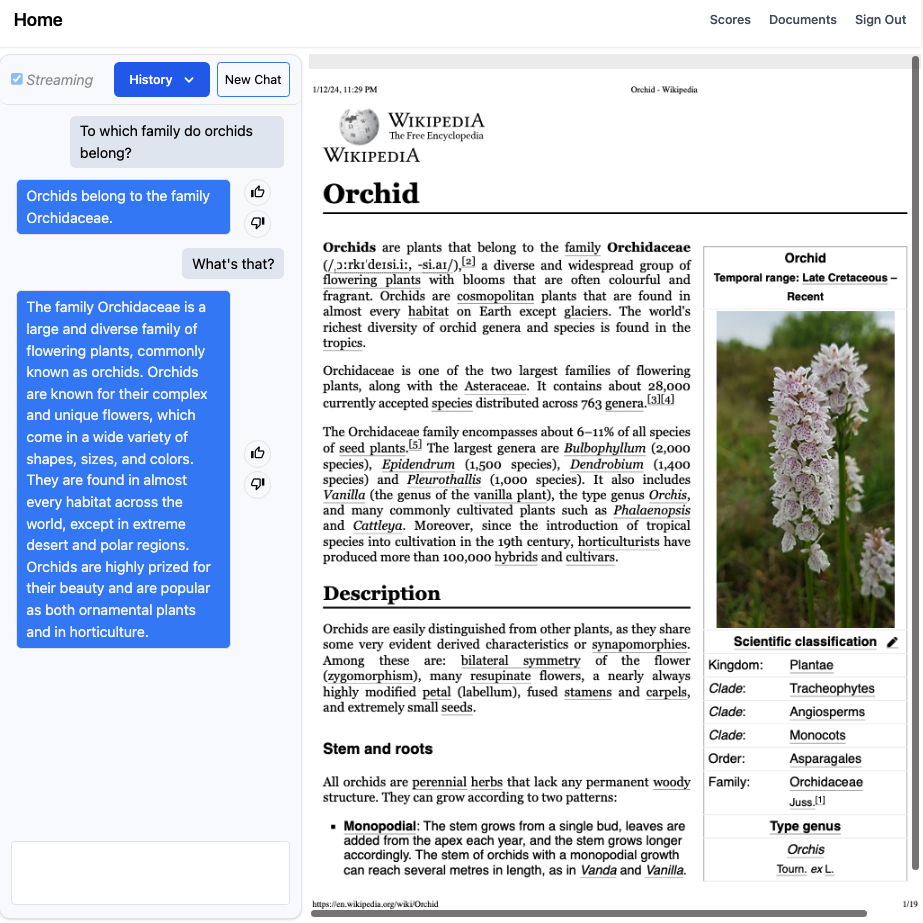 Home
Scores
Documents
Sign Out
Streaming
History
New Chat
To which family do orchids
belong?
Orchids belong to the family
Orchidaceae.
What's that?
The family Orchidaceae is a
large and diverse family of
flowering plants, commonly
known as orchids. Orchids
are known for their complex
and unique flowers, which
come in a wide variety of
shapes, sizes, and colors.
They are found in almost
every habitat across the
world, except in extreme
desert and polar regions.
Orchids are highly prized for
their beauty and are popular
as both ornamental plants
and in horticulture.
1/12/24, 11:29 PM
Orchid - Wikipedia
WIKIPEDIA
The Free Encyclopedia
WIKIPEDIA
Orchid
Orchids are plants that belong to the family Orchidaceae
(/ˌɔːrkɪˈdeɪsi.iː, -si.aɪ/),[2] a diverse and widespread group of
flowering plants with blooms that are often colourful and
fragrant. Orchids are cosmopolitan plants that are found in
almost every habitat on Earth except glaciers. The world's
richest diversity of orchid genera and species is found in the
tropics.
Orchidaceae is one of the two largest families of flowering
plants, along with the Asteraceae. It contains about 28,000
currently accepted species distributed across 763 genera.[3][4]
The Orchidaceae family encompasses about 6–11% of all species
of seed plants.[5] The largest genera are Bulbophyllum (2,000
species), Epidendrum (1,500 species), Dendrobium (1,400
species) and Pleurothallis (1,000 species). It also includes
Vanilla (the genus of the vanilla plant), the type genus Orchis,
and many commonly cultivated plants such as Phalaenopsis
and Cattleya. Moreover, since the introduction of tropical
species into cultivation in the 19th century, horticulturists have
produced more than 100,000 hybrids and cultivars.
Description
Orchids are easily distinguished from other plants, as they share
some very evident derived characteristics or synapomorphies.
Among these are: bilateral symmetry of the flower
(zygomorphism), many resupinate flowers, a nearly always
highly modified petal (labellum), fused stamens and carpels,
and extremely small seeds.
Stem and roots
All orchids are perennial herbs that lack any permanent woody
structure. They can grow according to two patterns:
▪ Monopodial: The stem grows from a single bud, leaves are
added from the apex each year, and the stem grows longer
accordingly. The stem of orchids with a monopodial growth
can reach several metres in length, as in Vanda and Vanilla.
Orchid
Temporal range: Late Cretaceous –
Recent
Scientific classification
Kingdom: Plantae
Clade: Tracheophytes
Clade: Angiosperms
Clade: Monocots
Order: Asparagales
Family: Orchidaceae
Juss.[1]
Type genus
Orchis
Tourn. ex L.
https://en.wikipedia.org/wiki/Orchid
1/19